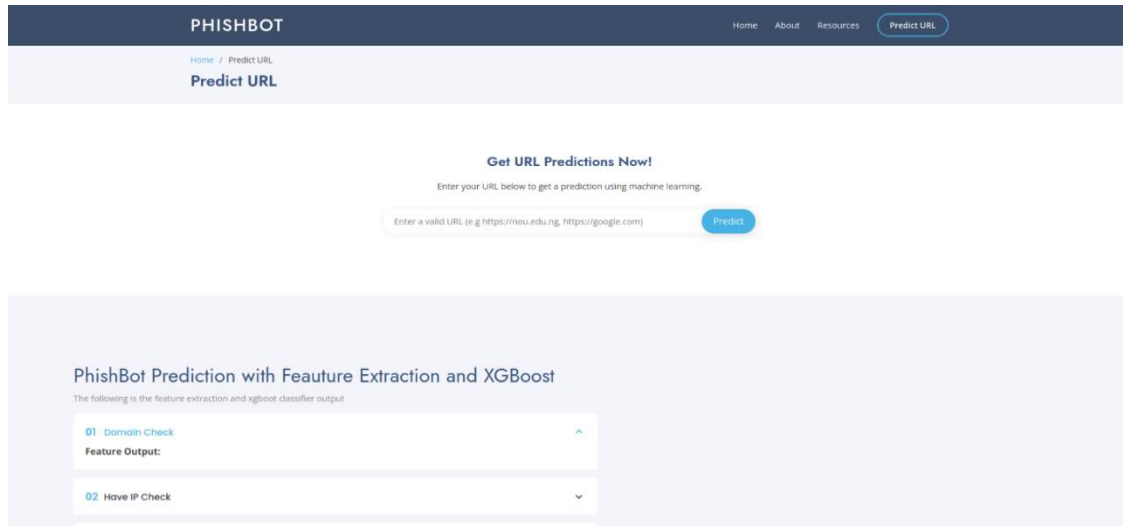 PHISHBOT
Home About Resources Predict URL
Home / Predict URL
Predict URL
Get URL Predictions Now!
Enter your URL below to get a prediction using machine learning.
Enter a valid URL (e.g https://nou.edu.ng, https://google.com) Predict
PhishBot Prediction with Feauture Extraction and XGBoost
The following is the feature extraction and xgboot classifier output
01 Domain Check
Feature Output:
02 Have IP Check